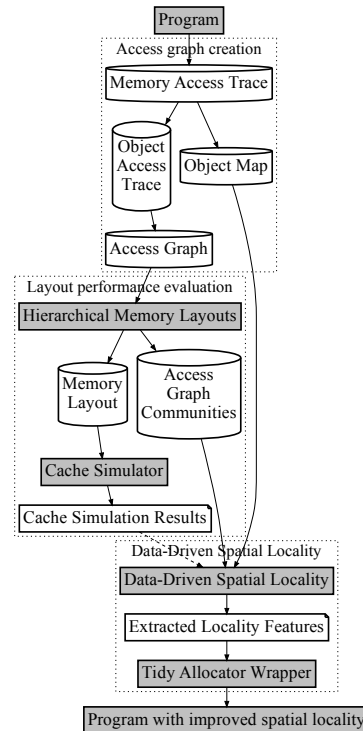 Program
Access graph creation
Memory Access Trace
Object
Access
Trace
Object Map
Access Graph
Layout performance evaluation
Hierarchical Memory Layouts
Memory
Layout
Access
Graph
Communities
Cache Simulator
Cache Simulation Results
Data-Driven Spatial Locality
Data-Driven Spatial Locality
Extracted Locality Features
Tidy Allocator Wrapper
Program with improved spatial locality